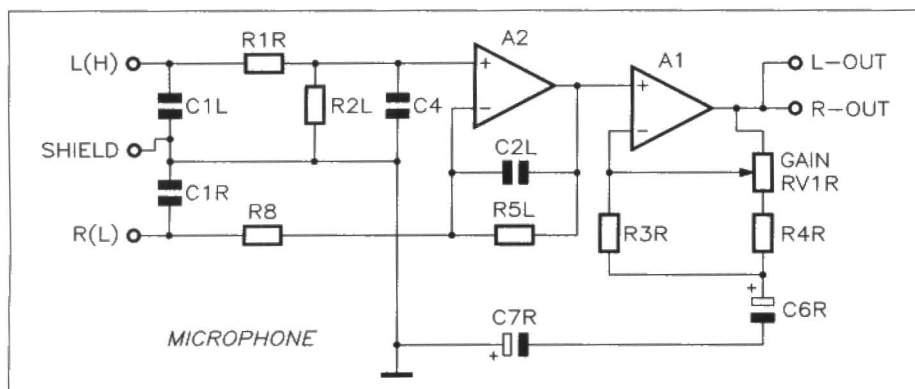 L(H)
R1R
A2
A1
L-OUT
R-OUT
C1L
R2L
C4
SHIELD
C2L
GAIN
RV1R
C1R
R(L)
R8
R5L
R3R
R4R
C6R
C7R
MICROPHONE
+
−
+
−
+
+